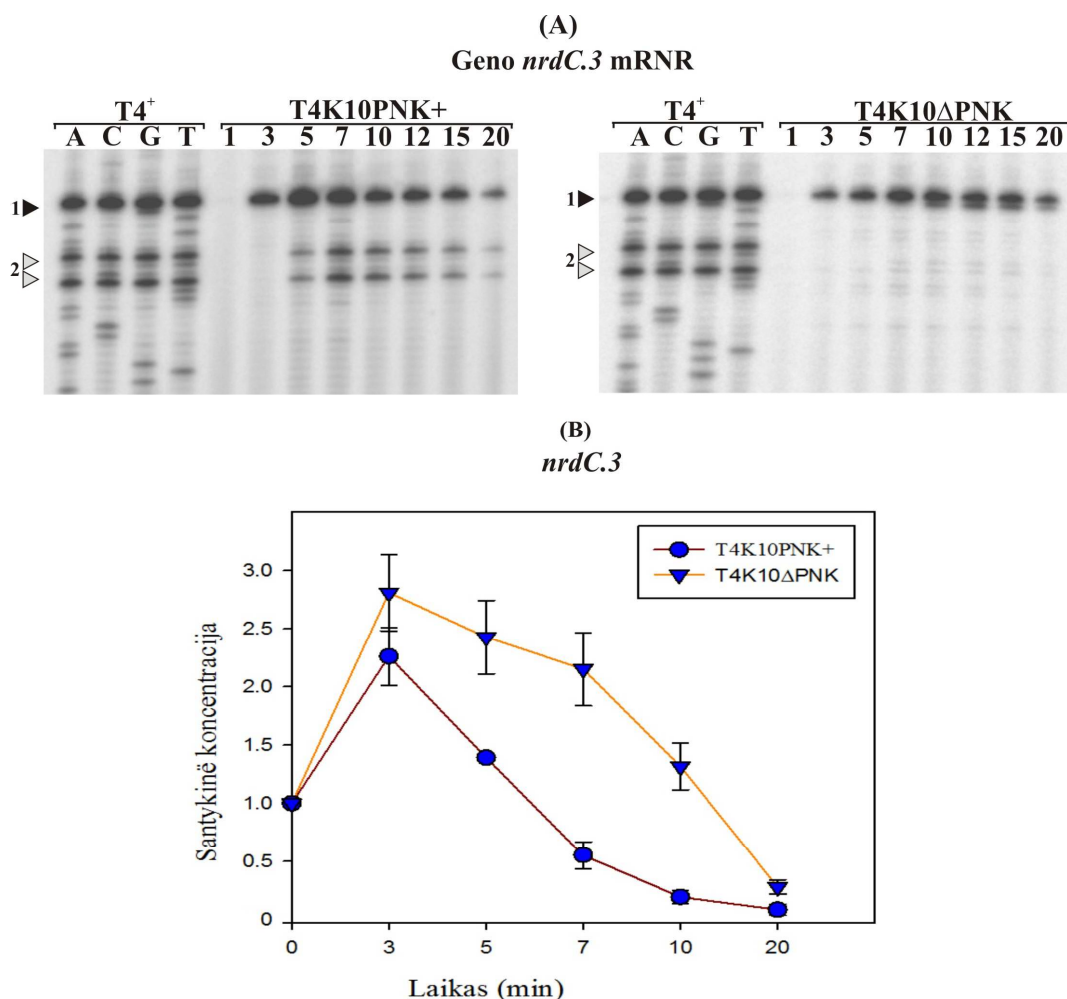 (A)
Geno nrdC.3 mRNR
T4+ T4K10PNK+
A C G T 1 3 5 7 10 12 15 20
1
2
T4+ T4K10ΔPNK
A C G T 1 3 5 7 10 12 15 20
1
2
(B)
nrdC.3
T4K10PNK+
T4K10ΔPNK
3.0
2.5
2.0
1.5
1.0
0.5
0
Santykinė koncentracija
0 3 5 7 10 20
Laikas (min)